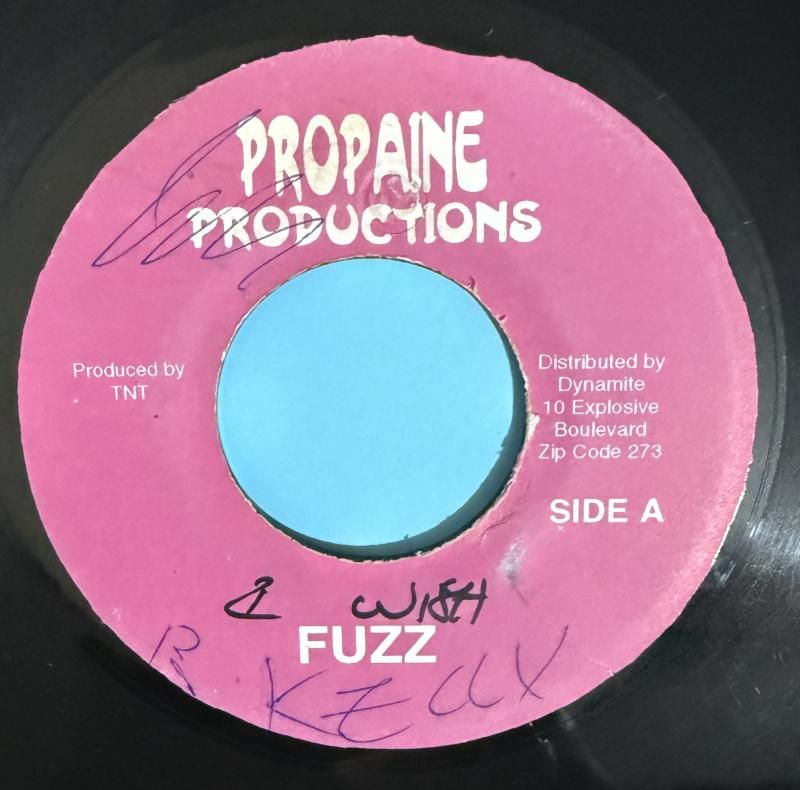 PROPAINE
PRODUCTIONS
Produced by
TNT
Distributed by
Dynamite
10 Explosive
Boulevard
Zip Code 273
SIDE A
I WISH
FUZZ
R KELLY